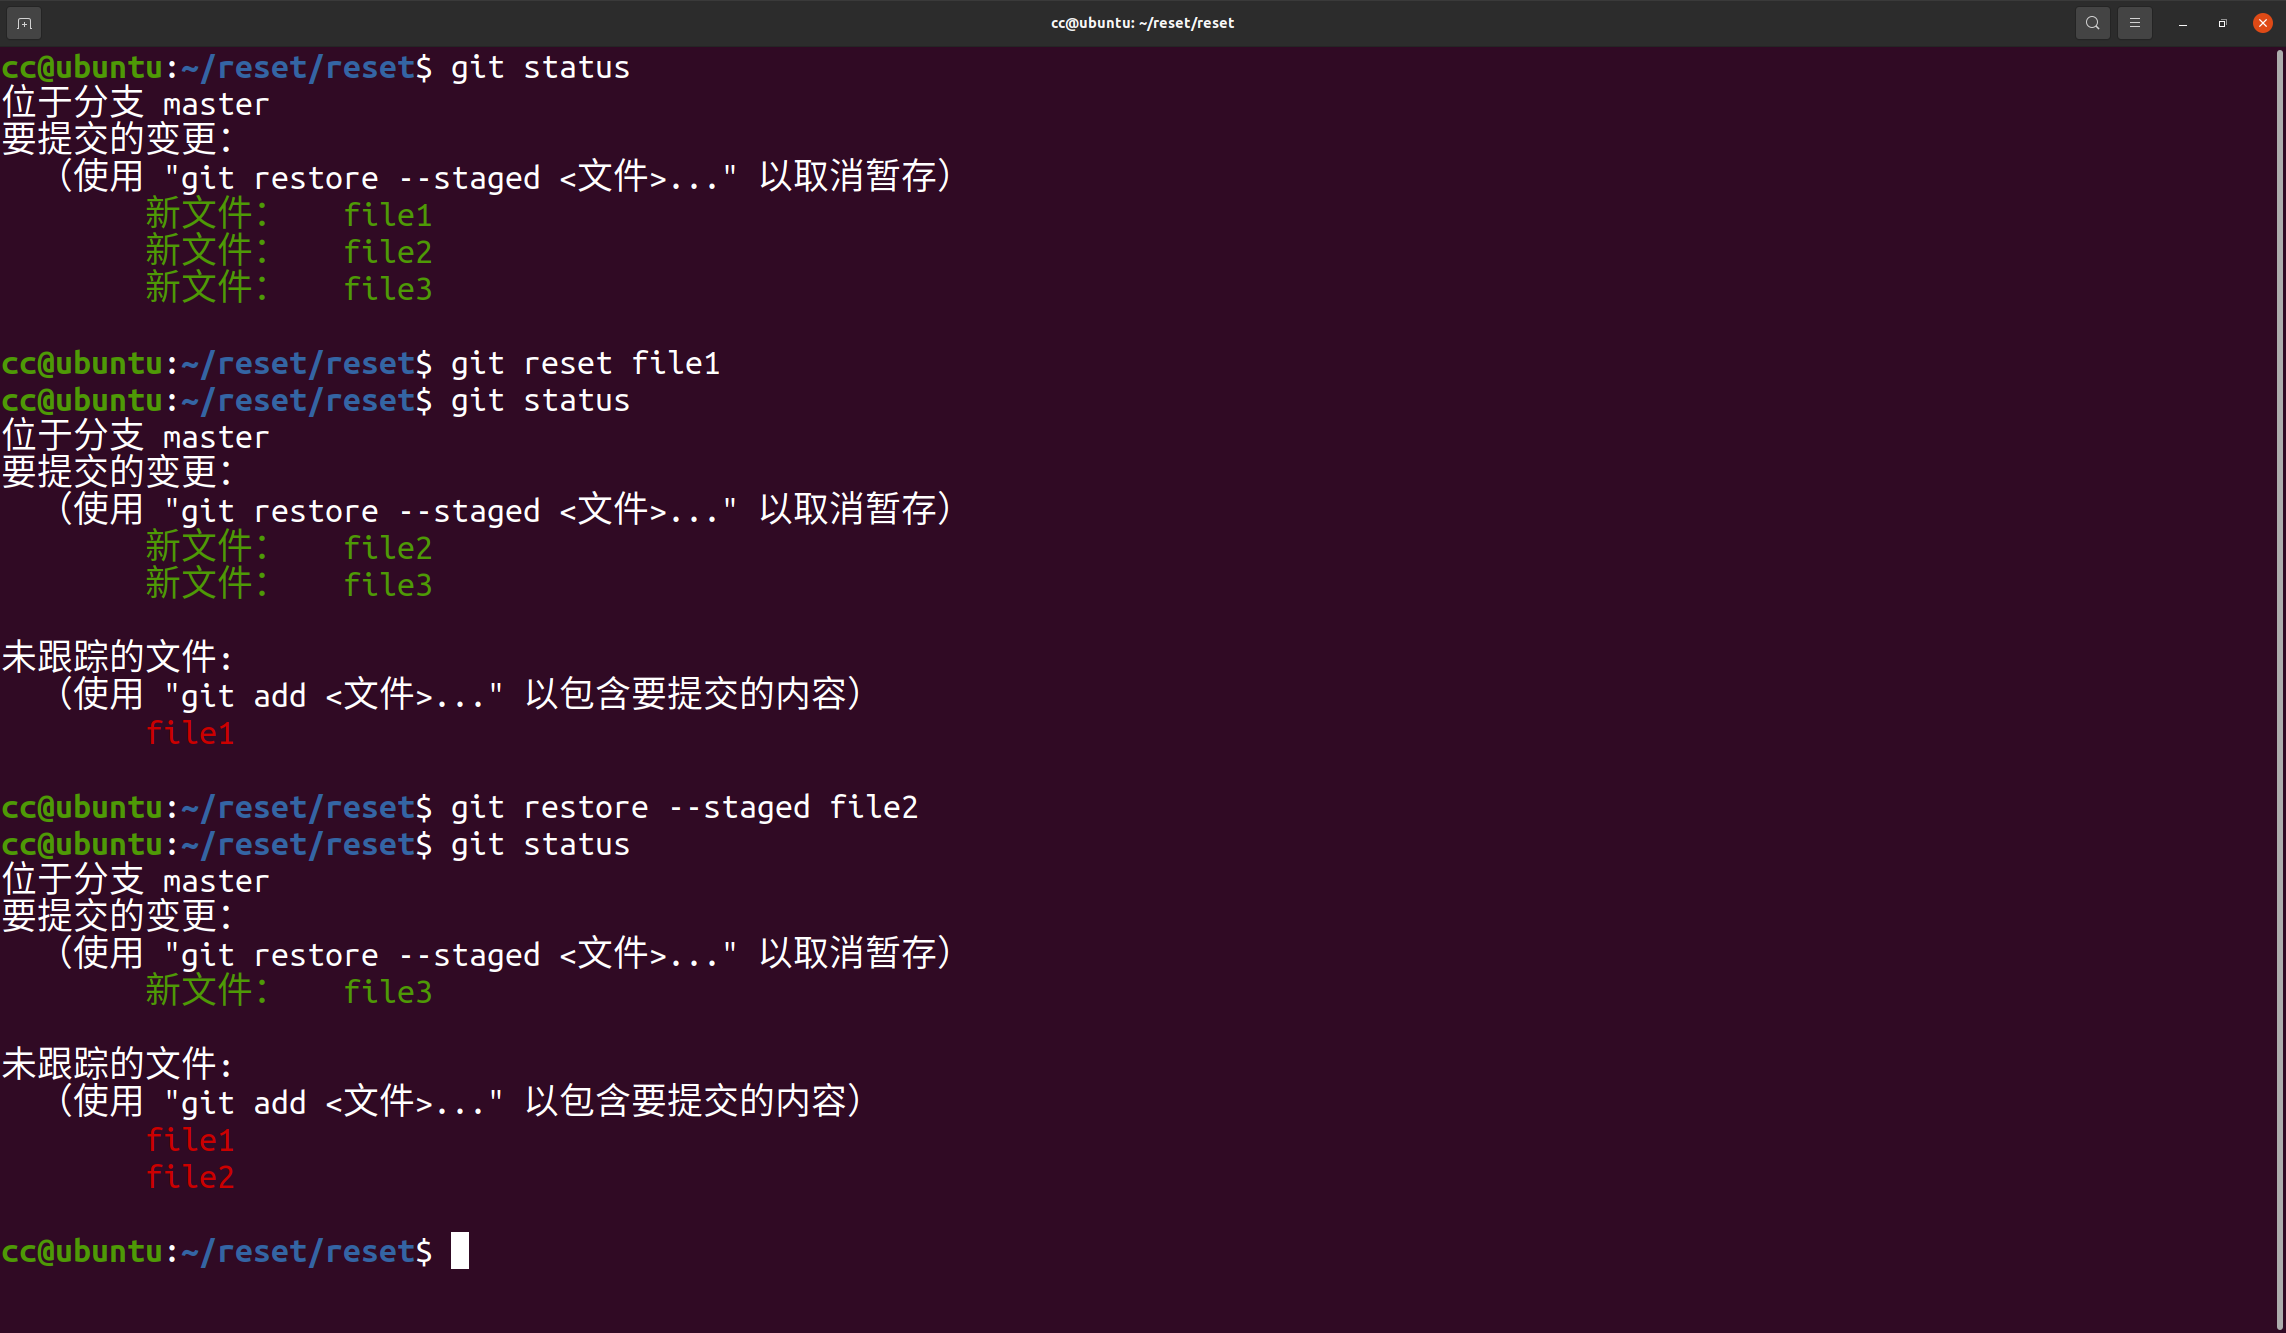 cc@ubuntu: ~/reset/reset
cc@ubuntu:~/reset/reset$ git status
位于分支 master
要提交的变更：
  （使用 "git restore --staged <文件>..." 以取消暂存）
        新文件：   file1
        新文件：   file2
        新文件：   file3

cc@ubuntu:~/reset/reset$ git reset file1
cc@ubuntu:~/reset/reset$ git status
位于分支 master
要提交的变更：
  （使用 "git restore --staged <文件>..." 以取消暂存）
        新文件：   file2
        新文件：   file3

未跟踪的文件:
  （使用 "git add <文件>..." 以包含要提交的内容）
        file1

cc@ubuntu:~/reset/reset$ git restore --staged file2
cc@ubuntu:~/reset/reset$ git status
位于分支 master
要提交的变更：
  （使用 "git restore --staged <文件>..." 以取消暂存）
        新文件：   file3

未跟踪的文件:
  （使用 "git add <文件>..." 以包含要提交的内容）
        file1
        file2

cc@ubuntu:~/reset/reset$